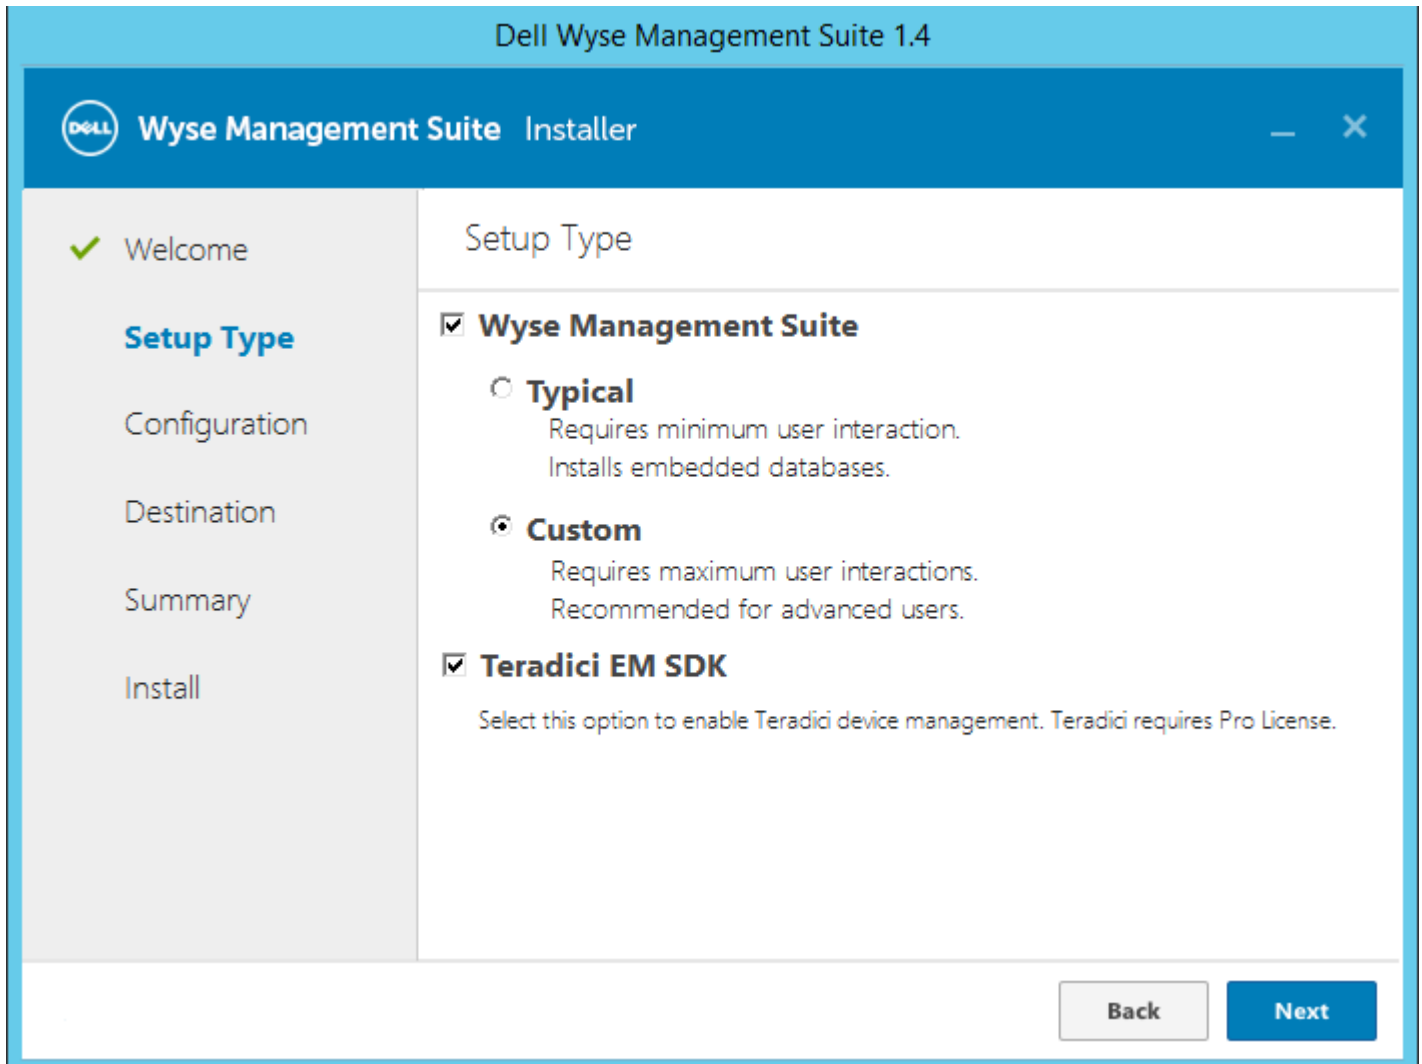 Dell Wyse Management Suite 1.4
DELL Wyse Management Suite Installer
Welcome
Setup Type
Configuration
Destination
Summary
Install
Setup Type
Wyse Management Suite
Typical
Requires minimum user interaction.
Installs embedded databases.
Custom
Requires maximum user interactions.
Recommended for advanced users.
Teradici EM SDK
Select this option to enable Teradici device management. Teradici requires Pro License.
Back
Next